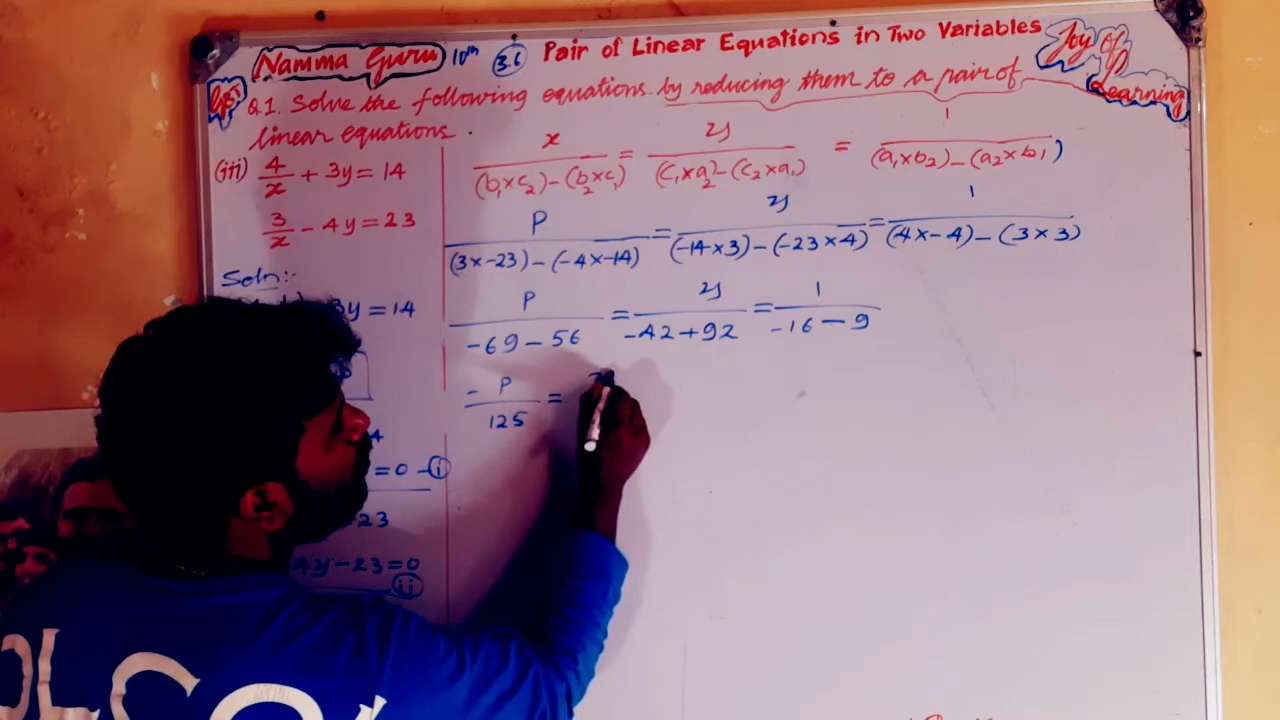 Namma Guru 10th 3.6 Pair of Linear Equations in Two Variables
Joy of Learning
Q.1. Solve the following equations by reducing them to a pair of
linear equations.
(iii) 4/x + 3y = 14
3/x - 4y = 23
Soln:-
3y = 14
= 0 - (i)
23
4y - 23 = 0
(ii)
x/((b₁×c₂)-(b₂×c₁)) = y/((c₁×a₂)-(c₂×a₁)) = 1/((a₁×b₂)-(a₂×b₁))
P/((3×-23)-(-4×-14)) = y/((-14×3)-(-23×4)) = 1/((4×-4)-(3×3))
P/(-69-56) = y/(-42+92) = 1/(-16-9)
-P/125 =